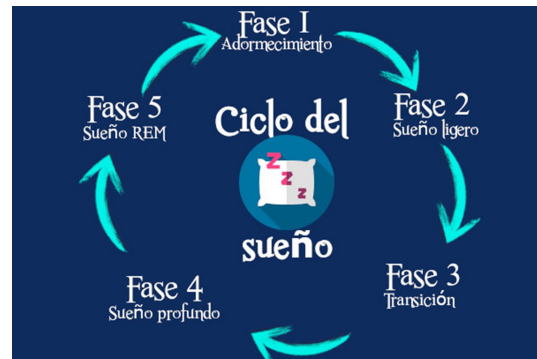 Fase 1
Adormecimiento
Fase 2
Sueño ligero
Fase 3
Transición
Fase 4
Sueño profundo
Fase 5
Sueño REM
Ciclo del
z
z
z
sueño